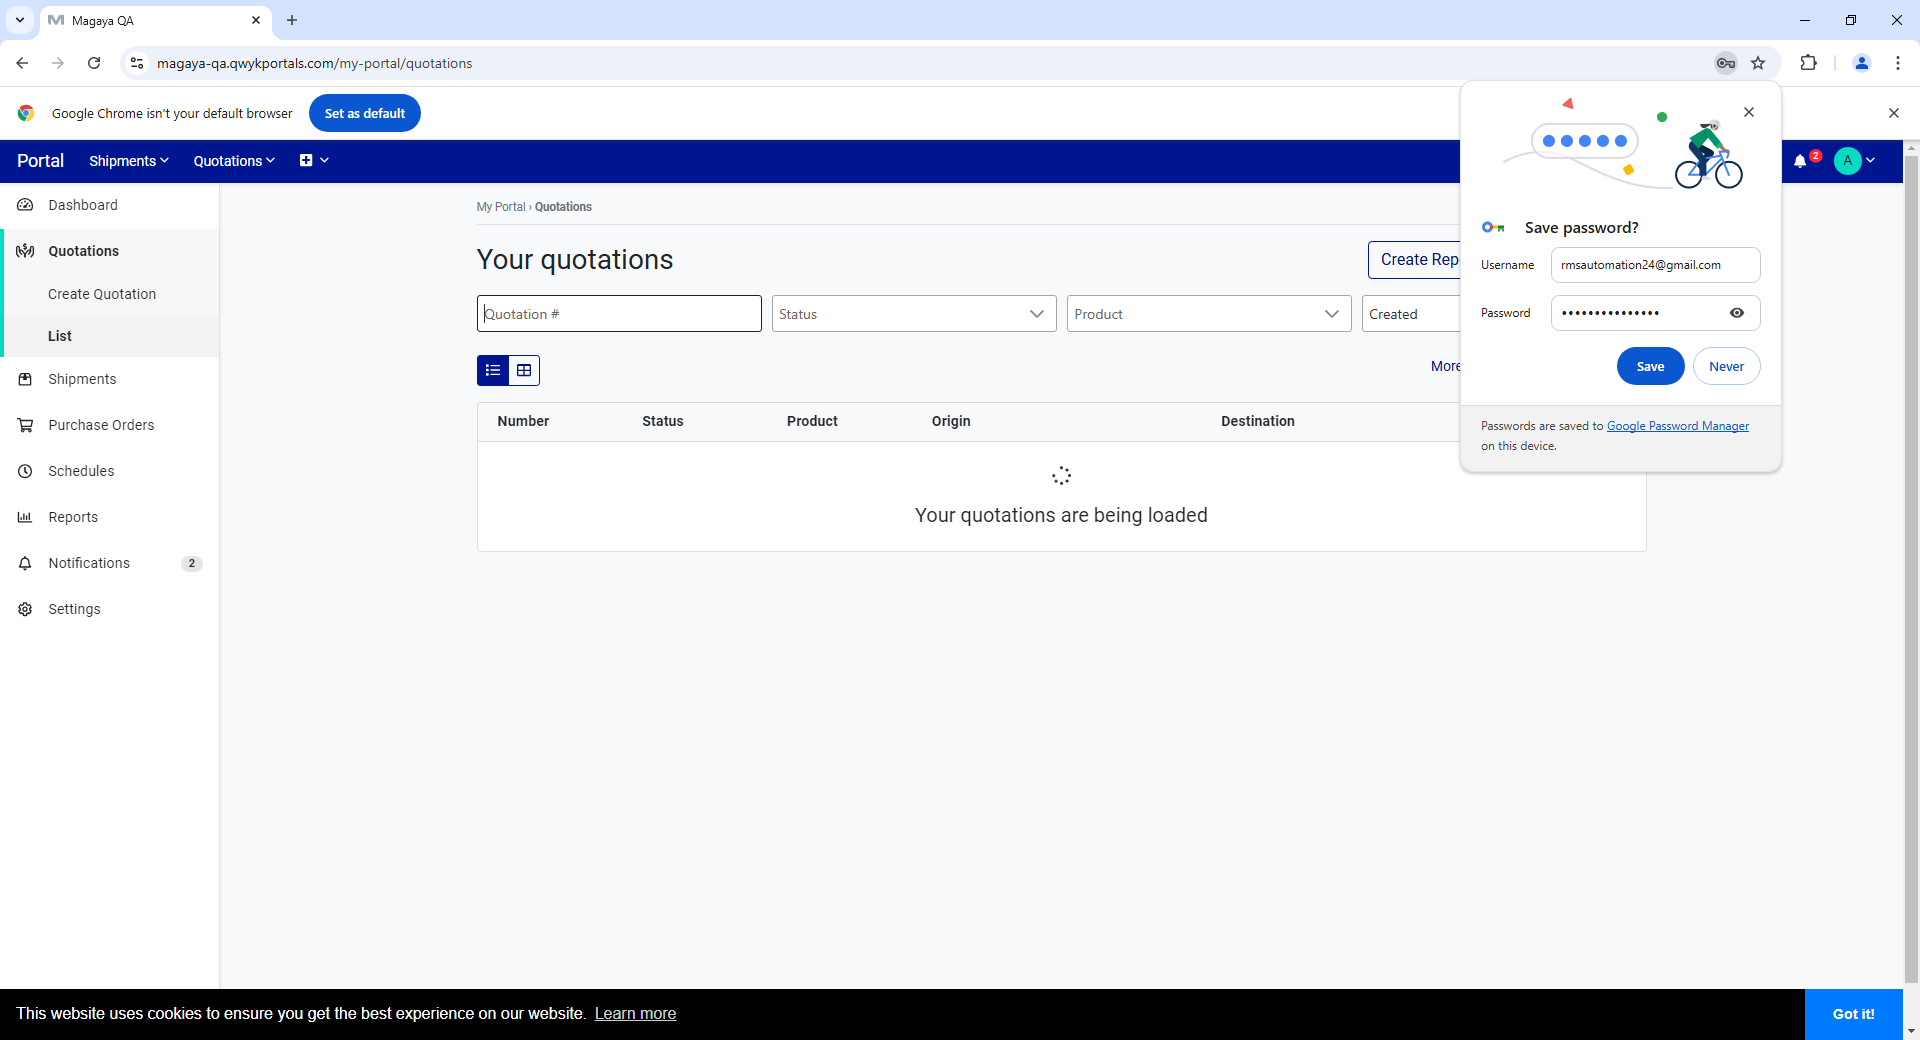 Magaya QA
magaya-qa.qwykportals.com/my-portal/quotations
Google Chrome isn't your default browser
Set as default
Portal
Shipments
Quotations
2
A
Dashboard
Quotations
Create Quotation
List
Shipments
Purchase Orders
Schedules
Reports
Notifications
2
Settings
My Portal › Quotations
Your quotations
Create Rep
Quotation #
Status
Product
Created
More
Number
Status
Product
Origin
Destination
Your quotations are being loaded
Save password?
Username
rmsautomation24@gmail.com
Password
•••••••••••••••
Save
Never
Passwords are saved to Google Password Manager
on this device.
This website uses cookies to ensure you get the best experience on our website. Learn more
Got it!